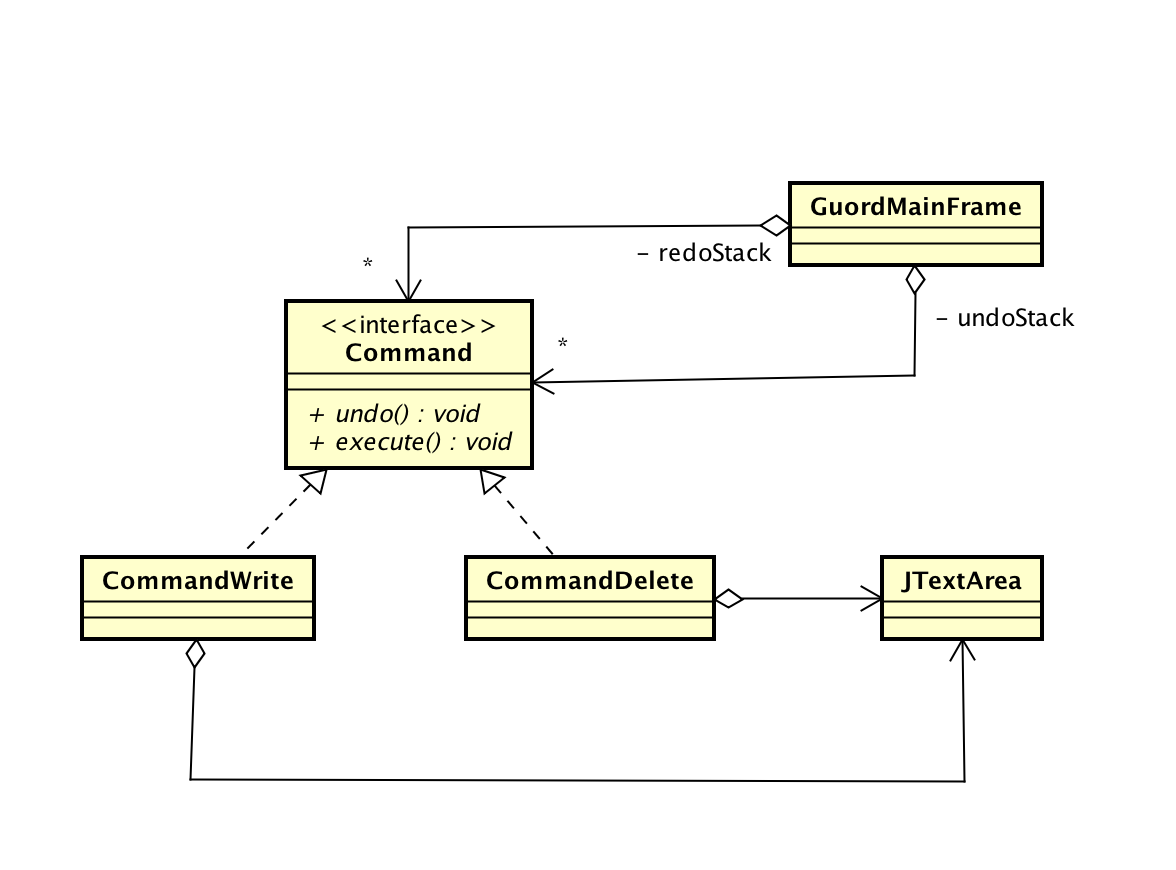 GuordMainFrame
- redoStack
*
- undoStack
<<interface>>
Command
*
+ undo() : void
+ execute() : void
CommandWrite
CommandDelete
JTextArea